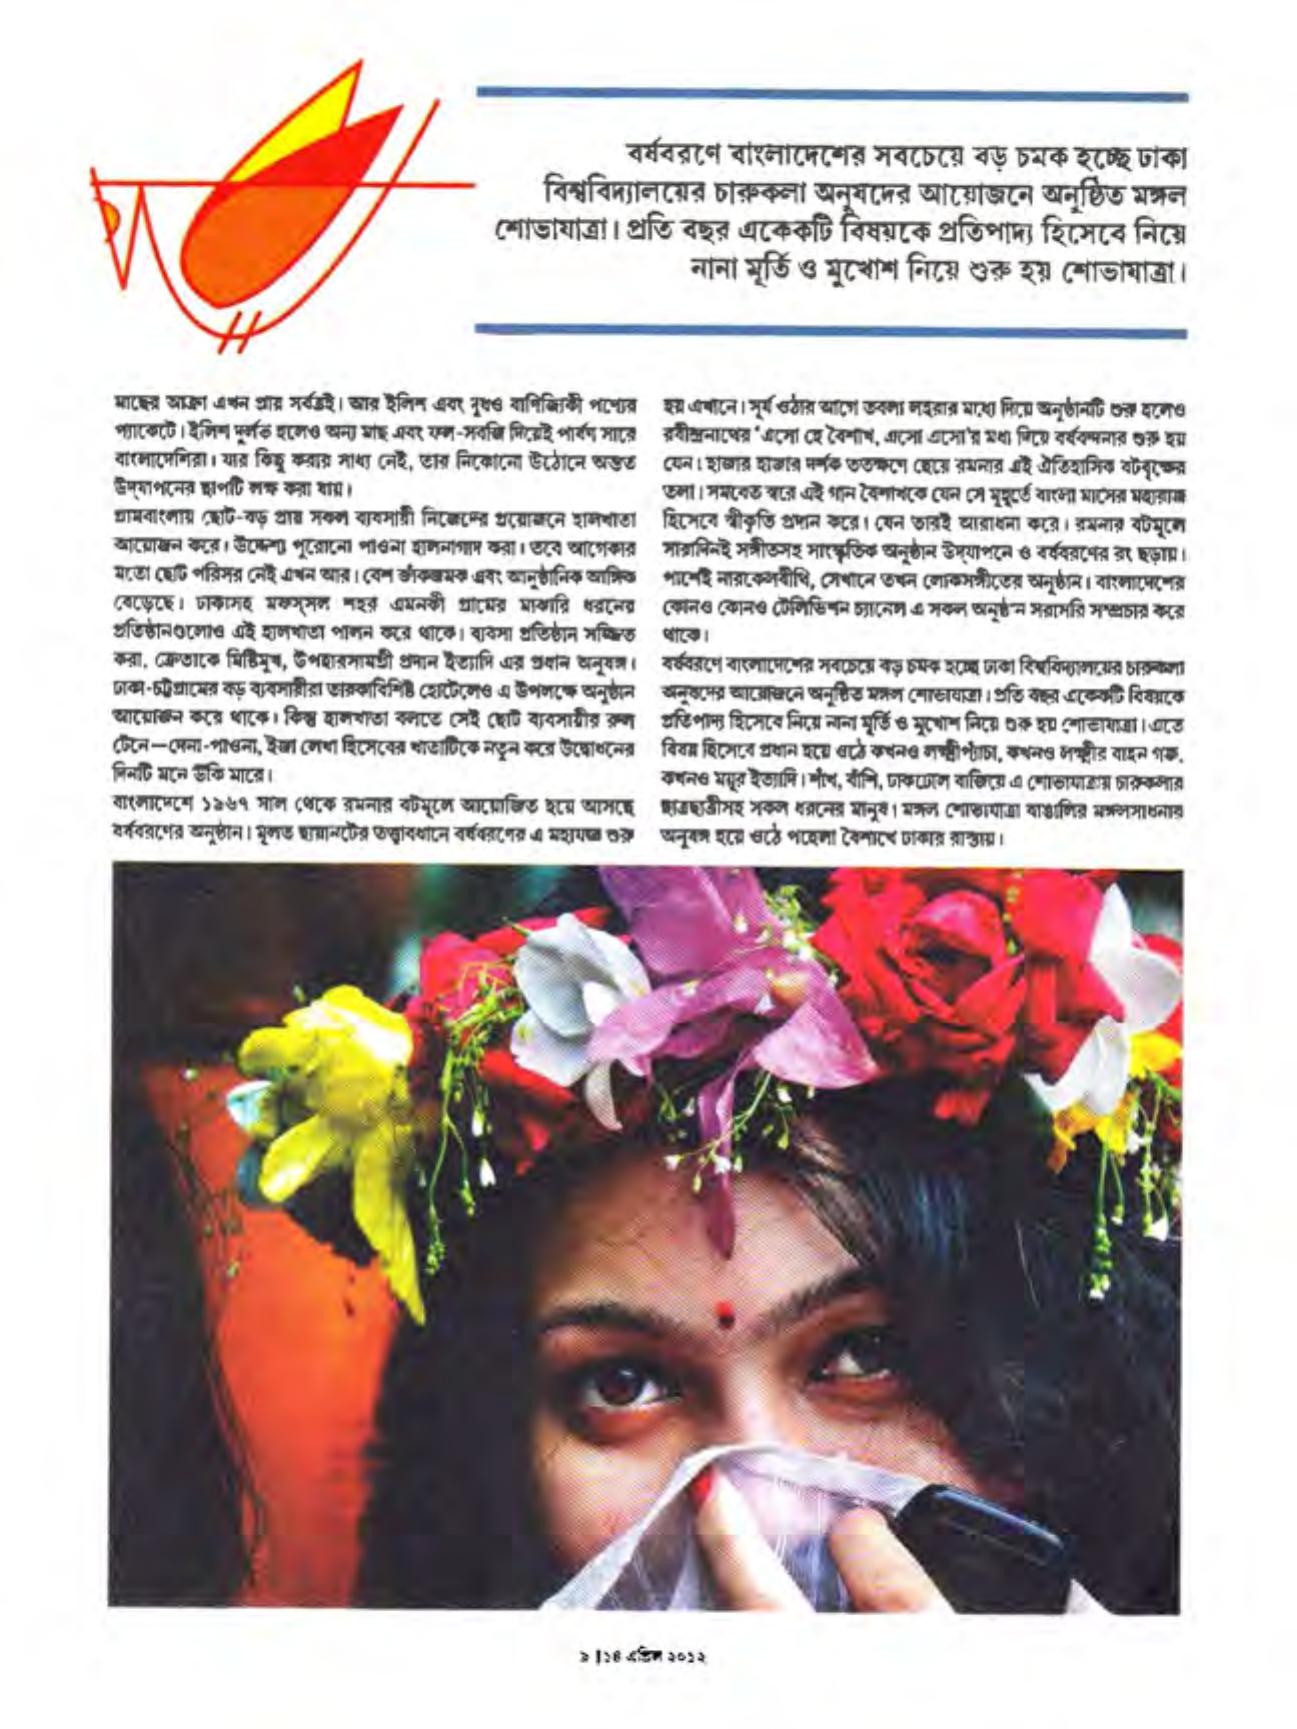 বর্ষবরণে বাংলাদেশের সবচেয়ে বড় চমক হচ্ছে ঢাকা
বিশ্ববিদ্যালয়ের চারুকলা অনুষদের আয়োজনে অনুষ্ঠিত মঙ্গল
শোভাযাত্রা। প্রতি বছর একেকটি বিষয়কে প্রতিপাদ্য হিসেবে নিয়ে
নানা মূর্তি ও মুখোশ নিয়ে শুরু হয় শোভাযাত্রা।
মাছের আক্রা এখন প্রায় সর্বত্রই। আর ইলিশ এবং দুধও বাণিজ্যিকী পণ্যের
প্যাকেটে। ইলিশ দুর্লভ হলেও অন্য মাছ এবং ফল-সবজি দিয়েই পার্বণ সারে
বাংলাদেশিরা। যার কিছু করার সাধ্য নেই, তার নিকোনো উঠোনে অন্তত
উদ্‌যাপনের ছাপটি লক্ষ করা যায়।
গ্রামবাংলায় ছোট-বড় প্রায় সকল ব্যবসায়ী নিজেদের প্রয়োজনে হালখাতা
আয়োজন করে। উদ্দেশ্য পুরোনো পাওনা হালনাগাদ করা। তবে আগেকার
মতো ছোট পরিসর নেই এখন আর। বেশ জাঁকজমক এবং আনুষ্ঠানিক আঙ্গিক
বেড়েছে। ঢাকাসহ মফস্‌সল শহর এমনকী গ্রামের মাঝারি ধরনের
প্রতিষ্ঠানগুলোও এই হালখাতা পালন করে থাকে। ব্যবসা প্রতিষ্ঠান সজ্জিত
করা, ক্রেতাকে মিষ্টিমুখ, উপহারসামগ্রী প্রদান ইত্যাদি এর প্রধান অনুষঙ্গ।
ঢাকা-চট্টগ্রামের বড় ব্যবসায়ীরা তারকাবিশিষ্ট হোটেলেও এ উপলক্ষে অনুষ্ঠান
আয়োজন করে থাকে। কিন্তু হালখাতা বলতে সেই ছোট ব্যবসায়ীর রুল
টেনে—দেনা-পাওনা, ইজা লেখা হিসেবের খাতাটিকে নতুন করে উদ্বোধনের
দিনটি মনে উঁকি মারে।
বাংলাদেশে ১৯৬৭ সাল থেকে রমনার বটমূলে আয়োজিত হয়ে আসছে
বর্ষবরণের অনুষ্ঠান। মূলত ছায়ানটের তত্ত্বাবধানে বর্ষবরণের এ মহাযজ্ঞ শুরু
হয় এখানে। সূর্য ওঠার আগে তবলা লহরার মধ্যে দিয়ে অনুষ্ঠানটি শুরু হলেও
রবীন্দ্রনাথের 'এসো হে বৈশাখ, এসো এসো'র মধ্য দিয়ে বর্ষবন্দনার শুরু হয়
যেন। হাজার হাজার দর্শক ততক্ষণে ছেয়ে রমনার এই ঐতিহাসিক বটবৃক্ষের
তলা। সমবেত স্বরে এই গান বৈশাখকে যেন সে মুহূর্তে বাংলা মাসের মহারাজ
হিসেবে স্বীকৃতি প্রদান করে। যেন তারই আরাধনা করে। রমনার বটমূলে
সারাদিনই সঙ্গীতসহ সাংস্কৃতিক অনুষ্ঠান উদ্‌যাপনে ও বর্ষবরণের রং ছড়ায়।
পাশেই নারকেলবীথি, সেখানে তখন লোকসঙ্গীতের অনুষ্ঠান। বাংলাদেশের
কোনও কোনও টেলিভিশন চ্যানেল এ সকল অনুষ্ঠান সরাসরি সম্প্রচার করে
থাকে।
বর্ষবরণে বাংলাদেশের সবচেয়ে বড় চমক হচ্ছে ঢাকা বিশ্ববিদ্যালয়ের চারুকলা
অনুষদের আয়োজনে অনুষ্ঠিত মঙ্গল শোভাযাত্রা। প্রতি বছর একেকটি বিষয়কে
প্রতিপাদ্য হিসেবে নিয়ে নানা মূর্তি ও মুখোশ নিয়ে শুরু হয় শোভাযাত্রা। এতে
বিষয় হিসেবে প্রধান হয়ে ওঠে কখনও লক্ষ্মীপ্যাঁচা, কখনও লক্ষ্মীর বাহন গরু,
কখনও ময়ূর ইত্যাদি। শাঁখ, বাঁশি, ঢাকঢোল বাজিয়ে এ শোভাযাত্রায় চারুকলার
ছাত্রছাত্রীসহ সকল ধরনের মানুষ। মঙ্গল শোভাযাত্রা বাঙালির মঙ্গলসাধনার
অনুষঙ্গ হয়ে ওঠে পহেলা বৈশাখে ঢাকার রাস্তায়।
৯ | ১৪ এপ্রিল ২০১২